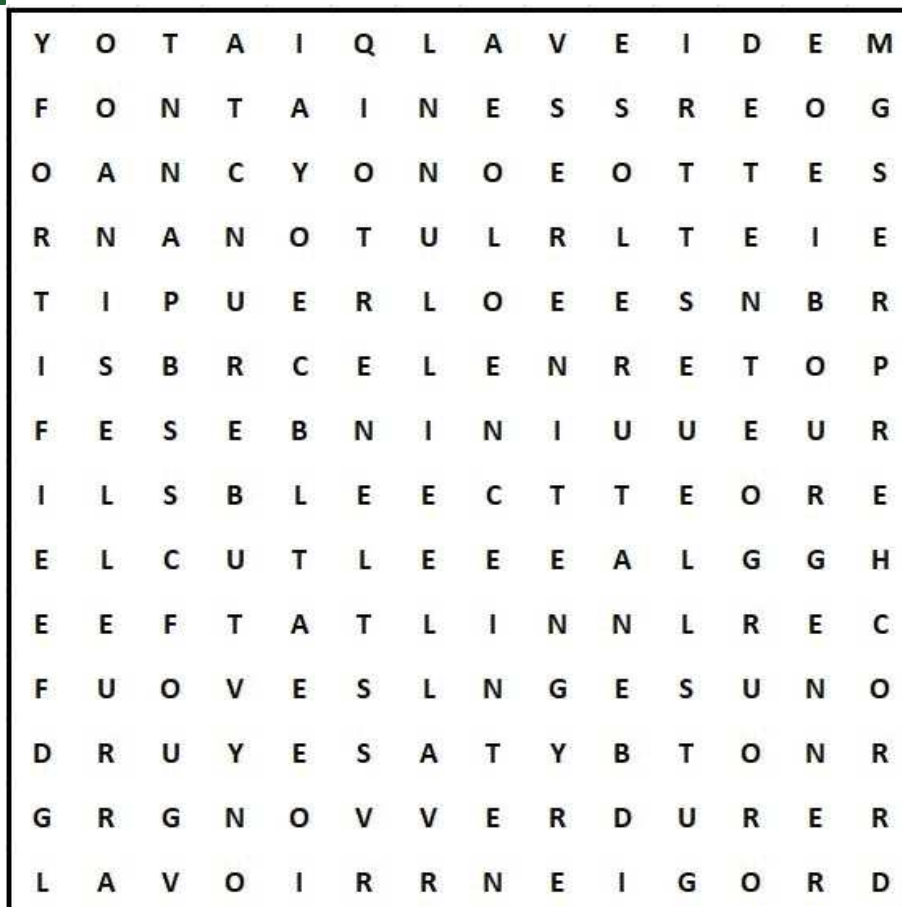 Y O T A I Q L A V E I D E M
F O N T A I N E S S R E O G
O A N C Y O N O E O T T E S
R N A N O T U L R L T E I E
T I P U E R L O E E S N B R
I S B R C E L E N R E T O P
F E S E B N I N I U U E U R
I L S B L E E C T T E O R E
E L C U T L E E E A L G G H
E E F T A T L I N N L R E C
F U O V E S L N G E S U N O
D R U Y E S A T Y B T O N R
G R G N O V V E R D U R E R
L A V O I R R N E I G O R D